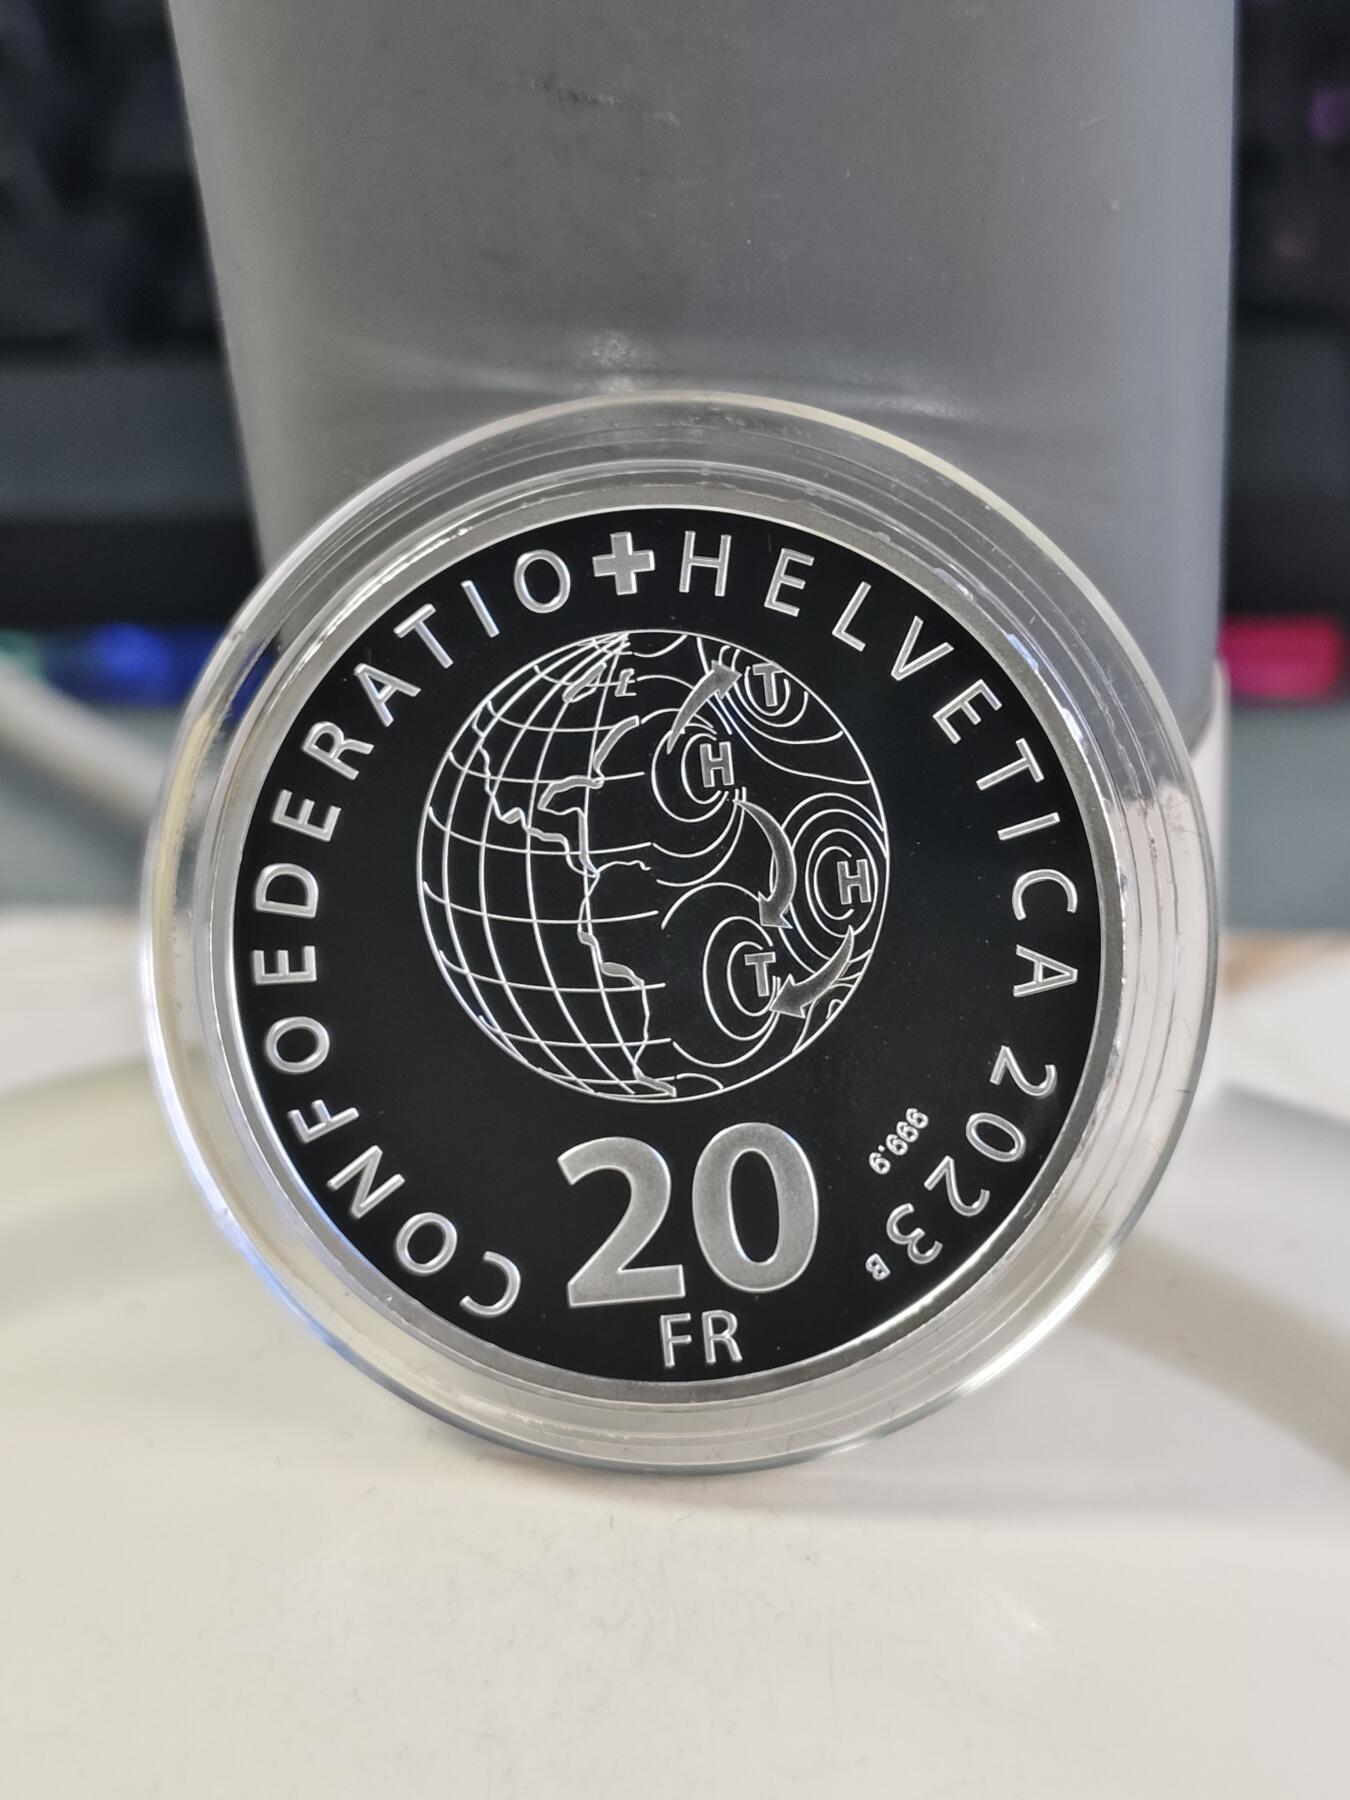 CONFOEDERATIO HELVETICA 2023 B
T
H
H
T
999.9
20
FR